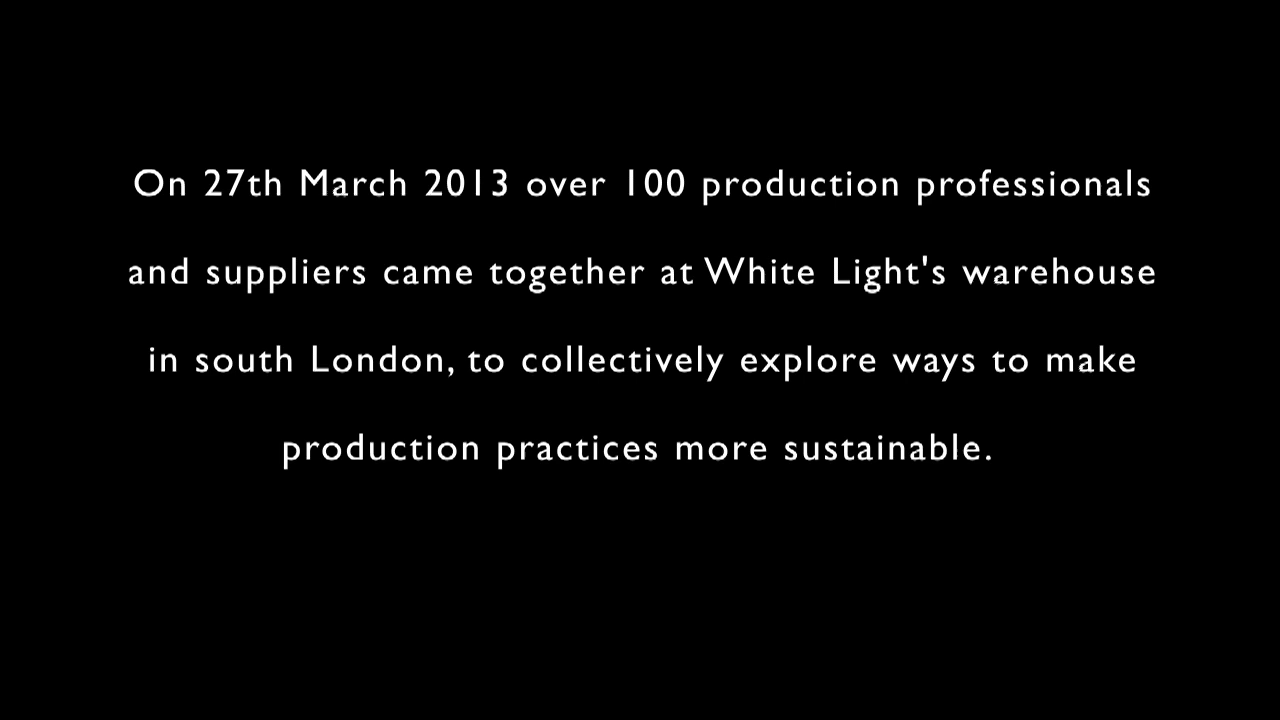 On 27th March 2013 over 100 production professionals
and suppliers came together at White Light's warehouse
in south London, to collectively explore ways to make
production practices more sustainable.